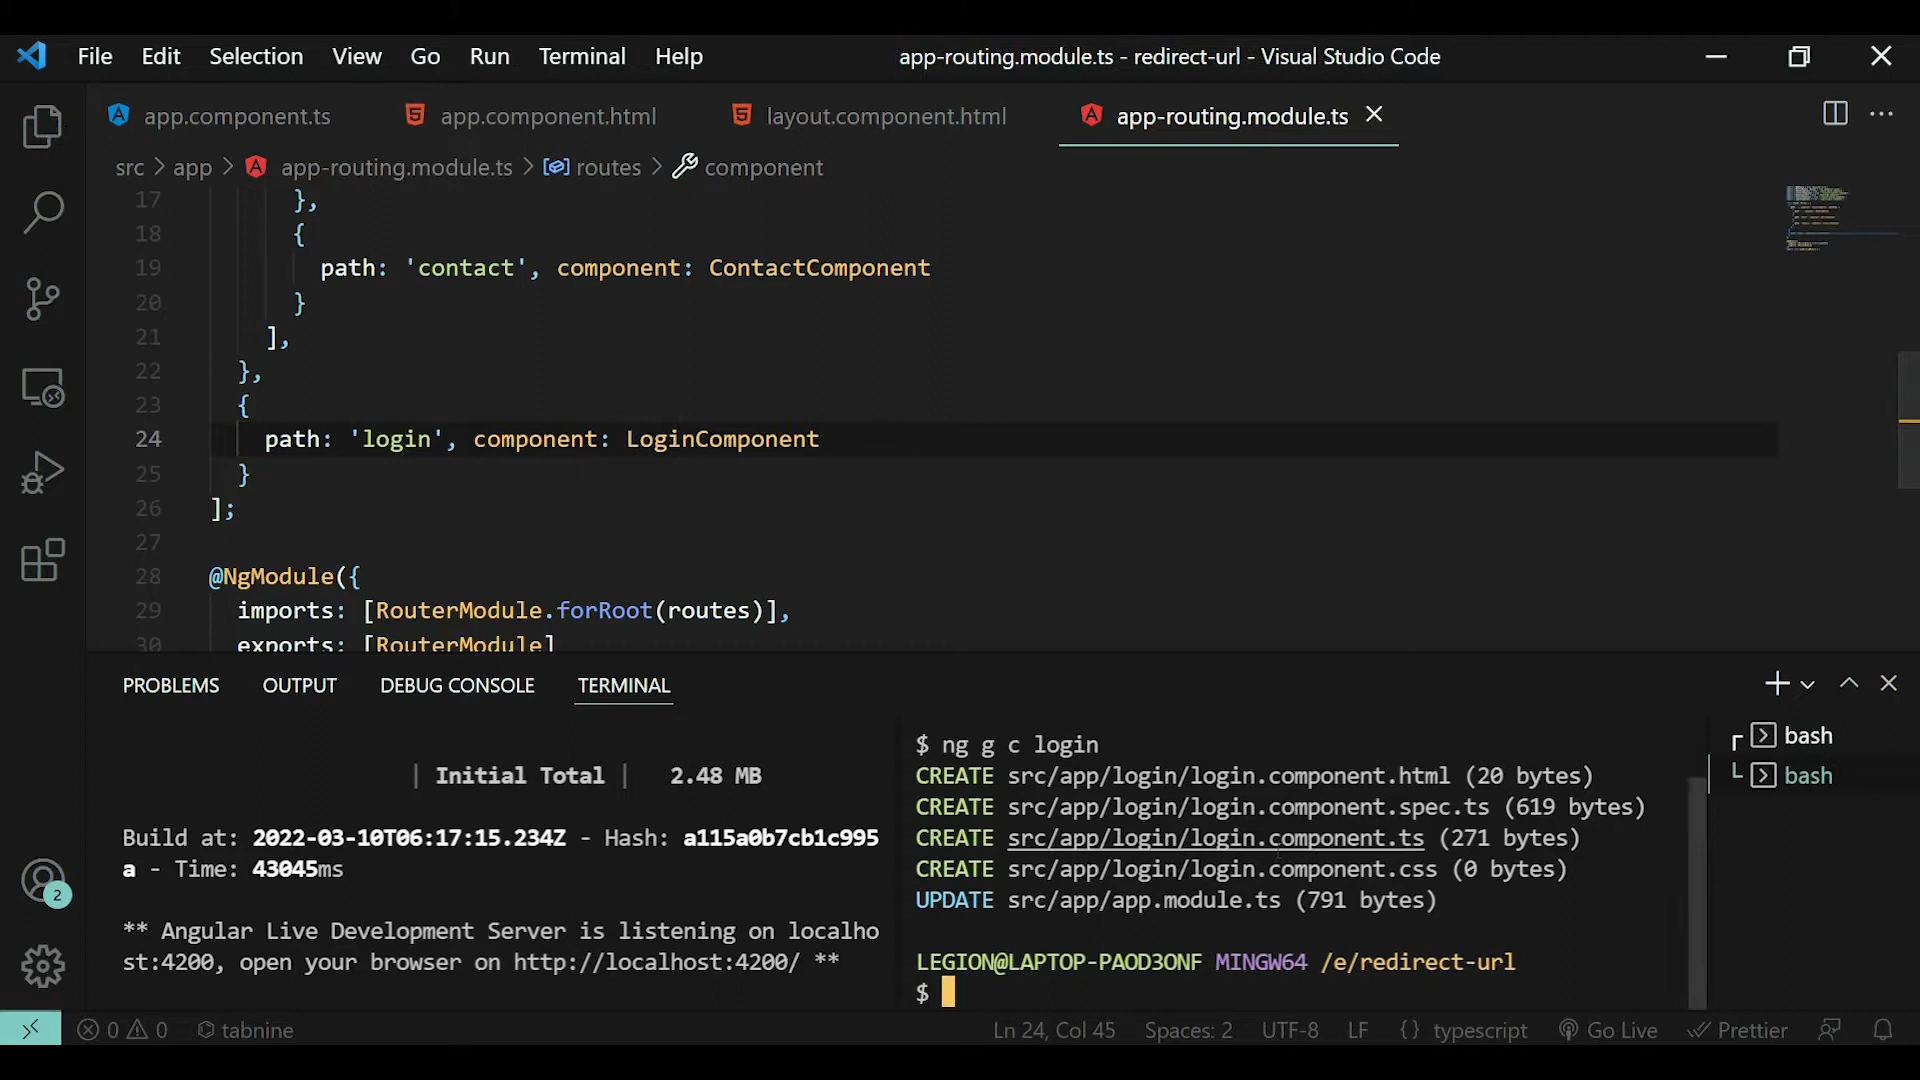 File Edit Selection View Go Run Terminal Help app-routing.module.ts - redirect-url - Visual Studio Code
app.component.ts app.component.html layout.component.html app-routing.module.ts
src > app > app-routing.module.ts > routes > component
17 },
18 {
19 path: 'contact', component: ContactComponent
20 }
21 ],
22 },
23 {
24 path: 'login', component: LoginComponent
25 }
26 ];
27
28 @NgModule({
29 imports: [RouterModule.forRoot(routes)],
30 exports: [RouterModule]
PROBLEMS OUTPUT DEBUG CONSOLE TERMINAL
| Initial Total | 2.48 MB
Build at: 2022-03-10T06:17:15.234Z - Hash: a115a0b7cb1c995
a - Time: 43045ms
** Angular Live Development Server is listening on localho
st:4200, open your browser on http://localhost:4200/ **
$ ng g c login
CREATE src/app/login/login.component.html (20 bytes)
CREATE src/app/login/login.component.spec.ts (619 bytes)
CREATE src/app/login/login.component.ts (271 bytes)
CREATE src/app/login/login.component.css (0 bytes)
UPDATE src/app/app.module.ts (791 bytes)
LEGION@LAPTOP-PAOD3ONF MINGW64 /e/redirect-url
$
bash
bash
2
0 0 tabnine Ln 24, Col 45 Spaces: 2 UTF-8 LF {} typescript Go Live Prettier